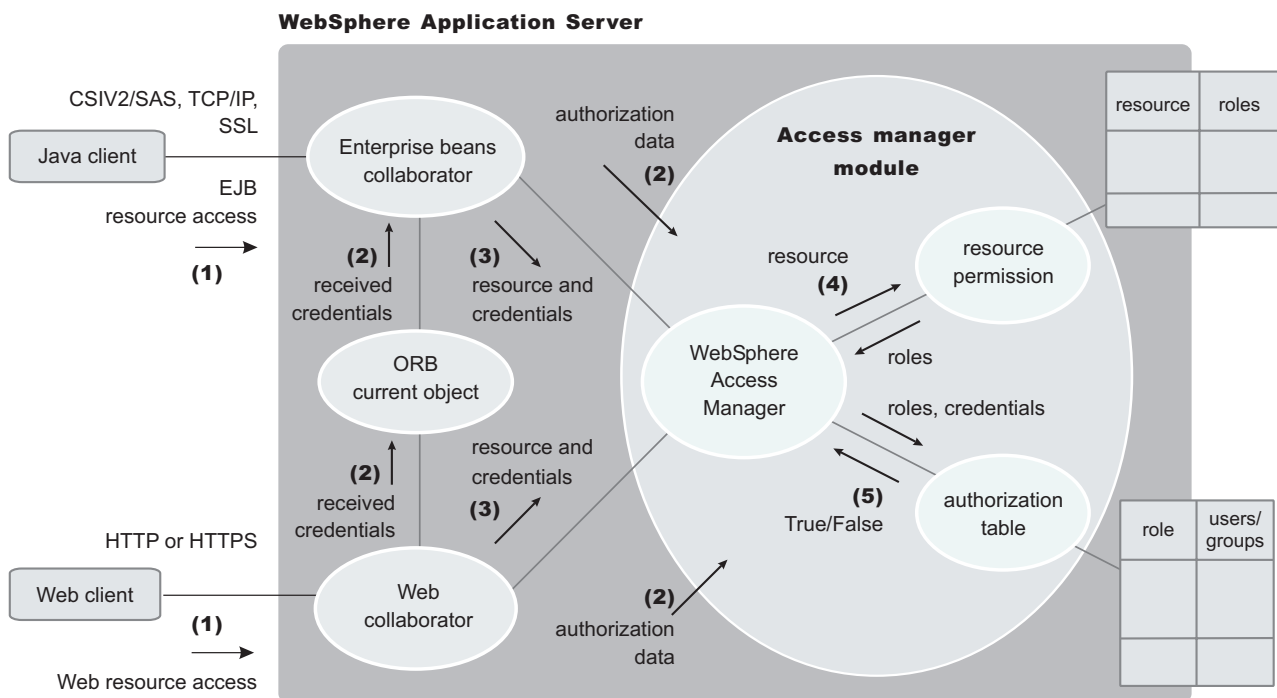 WebSphere Application Server
CSIV2/SAS, TCP/IP,
SSL
Java client
EJB
resource access
(1)
Enterprise beans
collaborator
(2)
received
credentials
(3)
resource and
credentials
authorization
data
(2)
Access manager
module
resource
roles
resource
(4)
resource
permission
roles
ORB
current object
WebSphere
Access
Manager
roles, credentials
(2)
received
credentials
resource and
credentials
(3)
(5)
True/False
authorization
table
role
users/
groups
HTTP or HTTPS
Web client
(1)
Web resource access
Web
collaborator
(2)
authorization
data